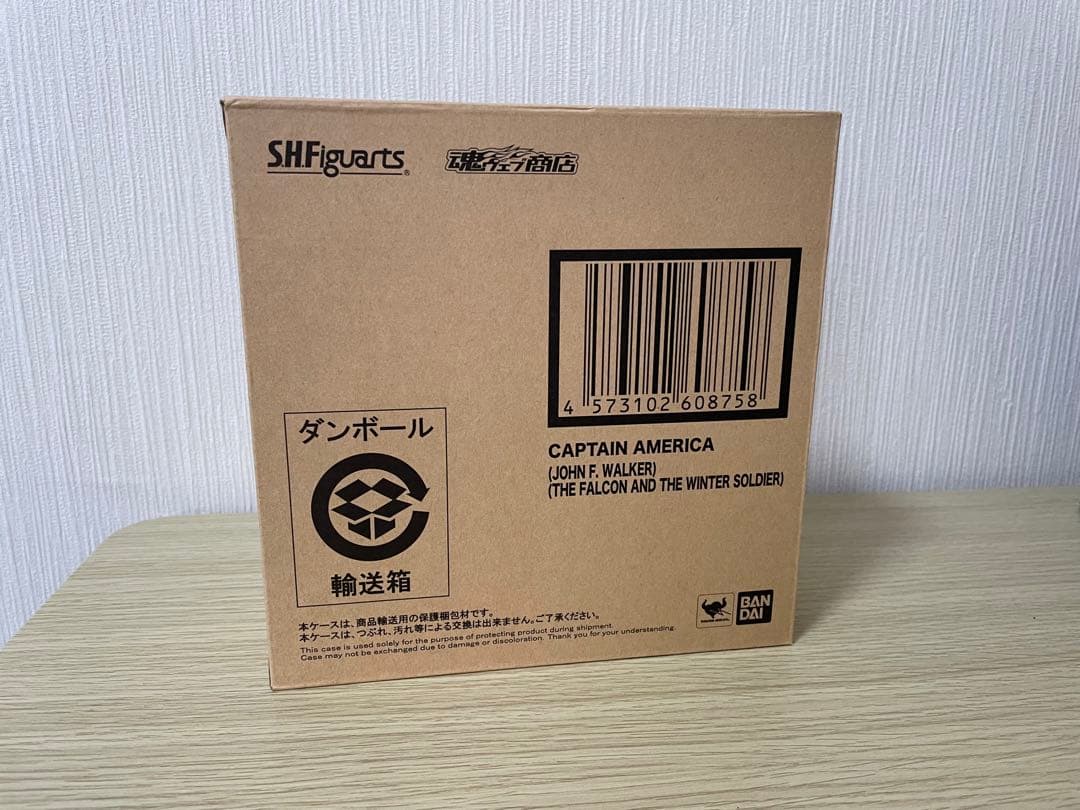 S.H.Figuarts®
魂ウェブ商店
4 573102 608758
CAPTAIN AMERICA
(JOHN F. WALKER)
(THE FALCON AND THE WINTER SOLDIER)
ダンボール
輸送箱
本ケースは、商品輸送用の保護梱包材です。
本ケースは、つぶれ、汚れ等による交換は出来ません。ご了承ください。
This case is used solely for the purpose of protecting product during shipment.
Case may not be exchanged due to damage or discoloration. Thank you for your understanding.
BAN
DAI